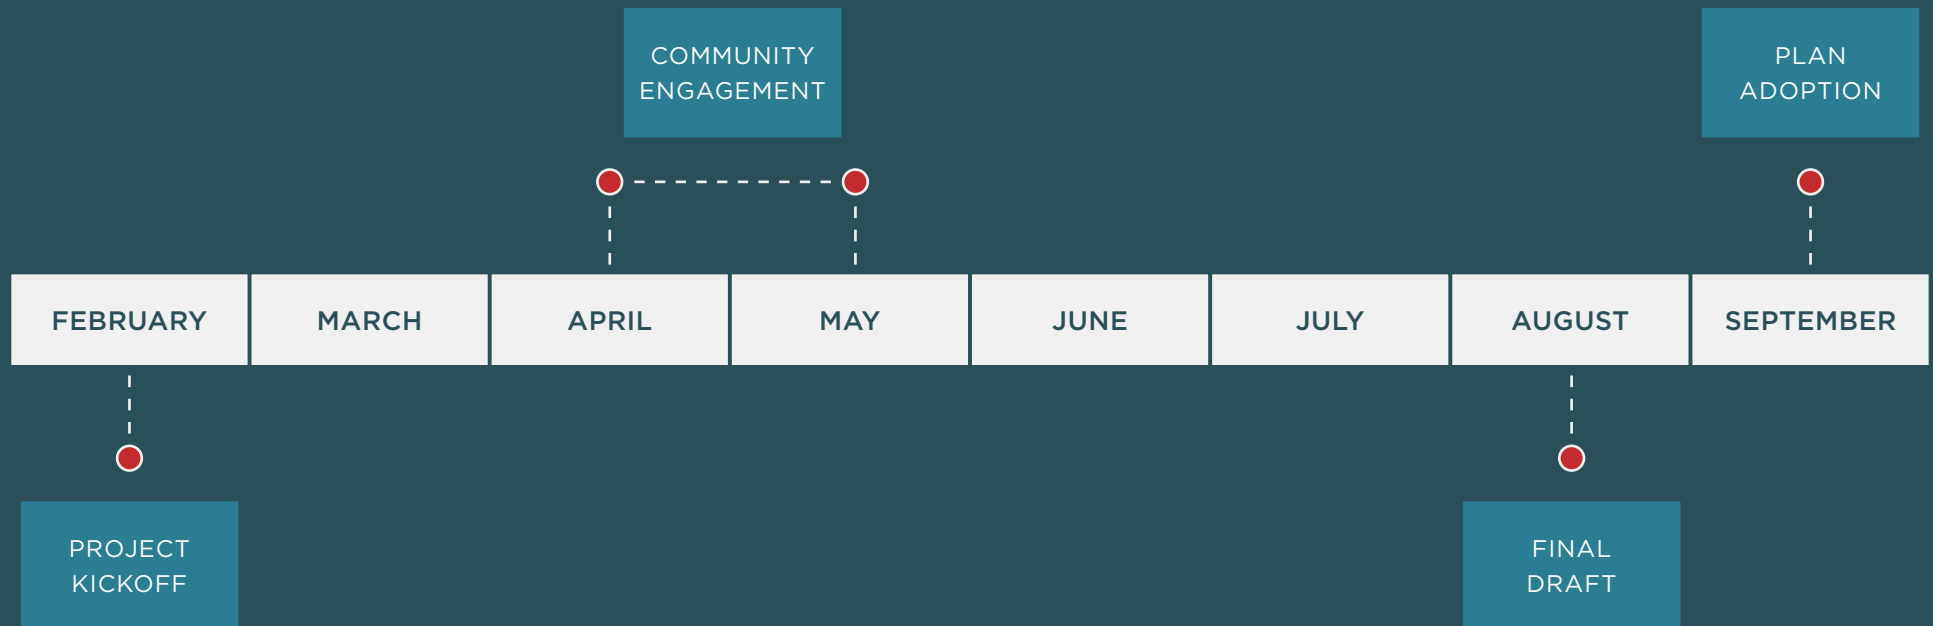 COMMUNITY
ENGAGEMENT
PLAN
ADOPTION
FEBRUARY
MARCH
APRIL
MAY
JUNE
JULY
AUGUST
SEPTEMBER
PROJECT
KICKOFF
FINAL
DRAFT